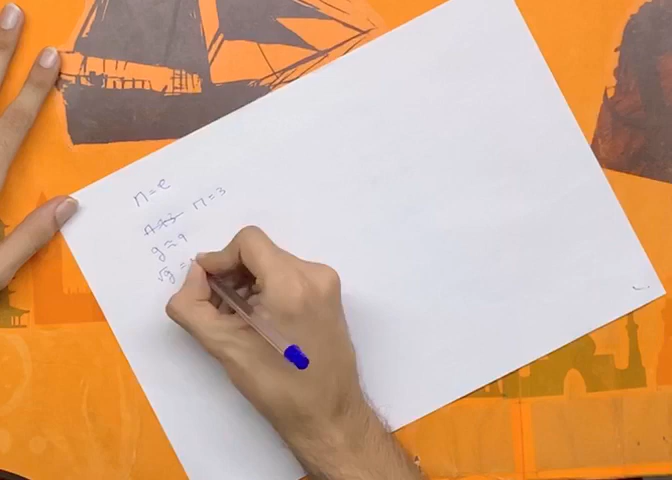 π = e
π = 3
g ≈ 9
√g =